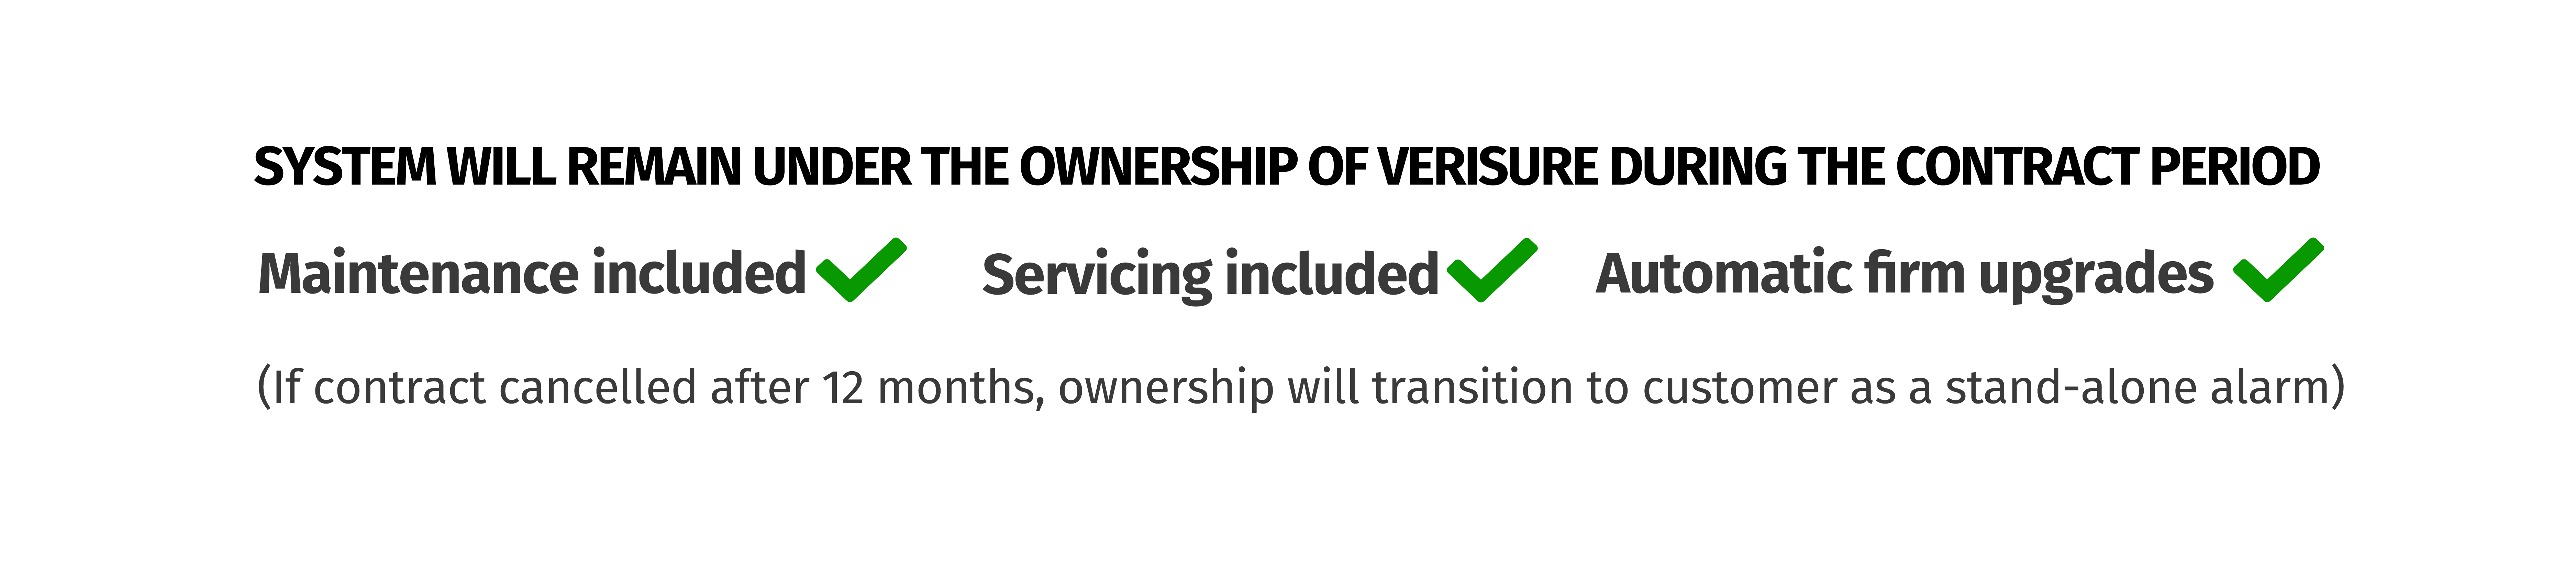 SYSTEM WILL REMAIN UNDER THE OWNERSHIP OF VERISURE DURING THE CONTRACT PERIOD
Maintenance included Servicing included Automatic firm upgrades
(If contract cancelled after 12 months, ownership will transition to customer as a stand-alone alarm)